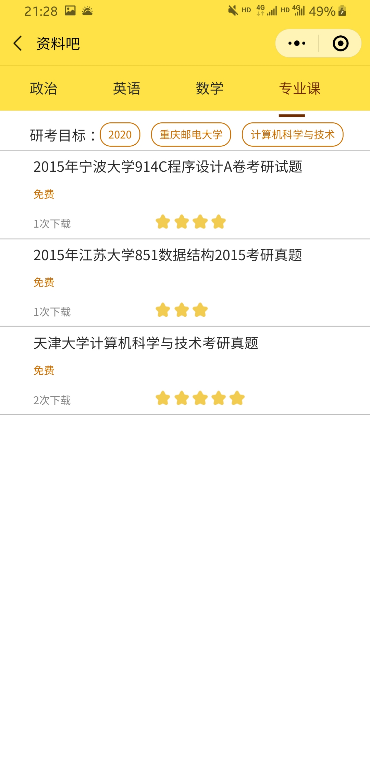 21:28 HD 4G HD 4G 49%
资料吧
政治 英语 数学 专业课
研考目标： 2020 重庆邮电大学 计算机科学与技术
2015年宁波大学914C程序设计A卷考研试题
免费
1次下载
2015年江苏大学851数据结构2015考研真题
免费
1次下载
天津大学计算机科学与技术考研真题
免费
2次下载